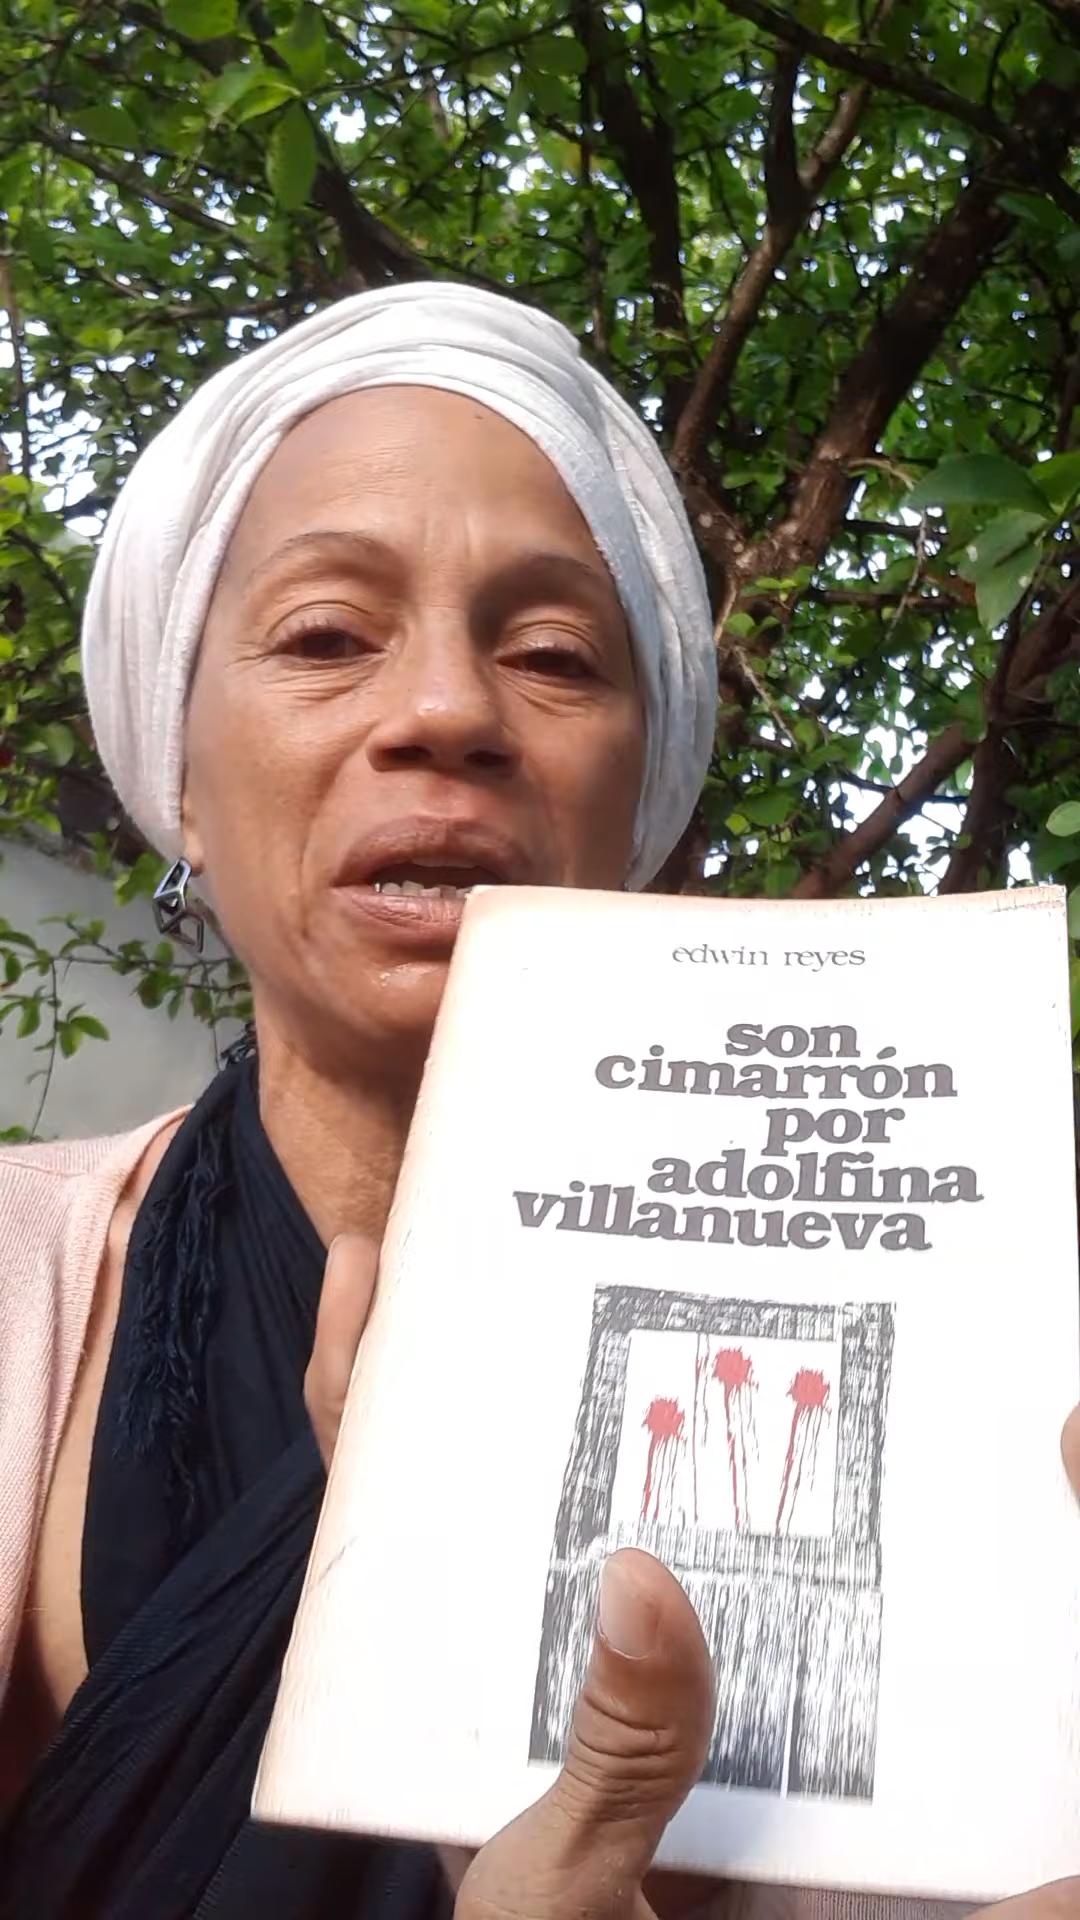 edwin reyes
son
cimarrón
por
adolfina
villanueva